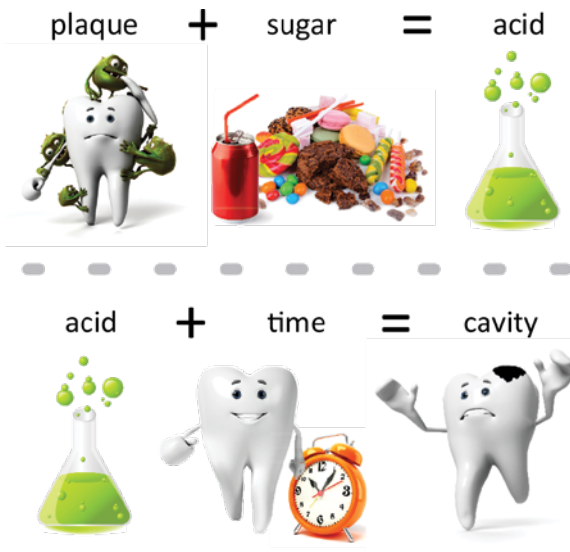 plaque + sugar = acid
acid + time = cavity